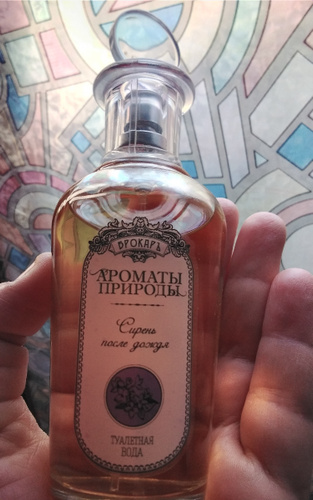 БРОКАРЪ
АРОМАТЫ
ПРИРОДЫ
Сирень
после дождя
ТУАЛЕТНАЯ
ВОДА